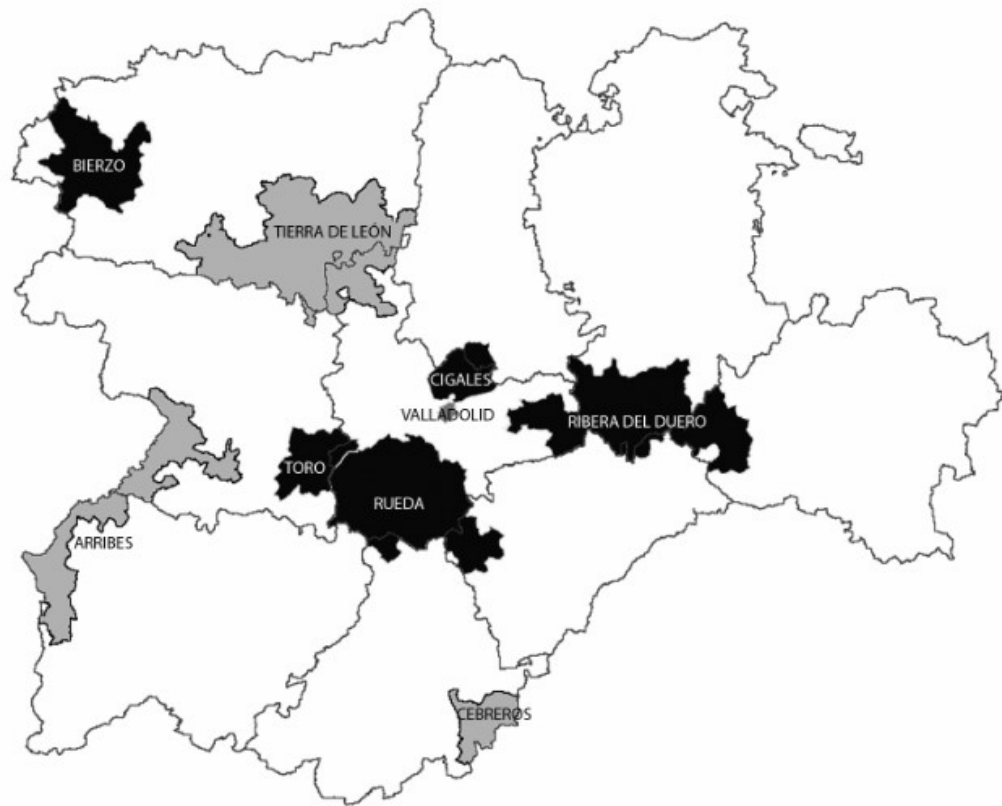 BIERZO
TIERRA DE LEÓN
CIGALES
VALLADOLID
RIBERA DEL DUERO
TORO
RUEDA
ARRIBES
CEBREROS